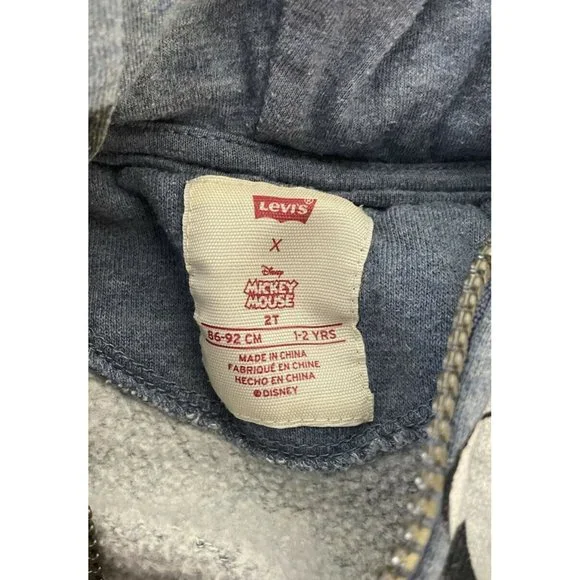 LEVI'S®
X
Disney
MICKEY
MOUSE
2T
86-92 CM 1-2 YRS
MADE IN CHINA
FABRIQUÉ EN CHINE
HECHO EN CHINA
©DISNEY